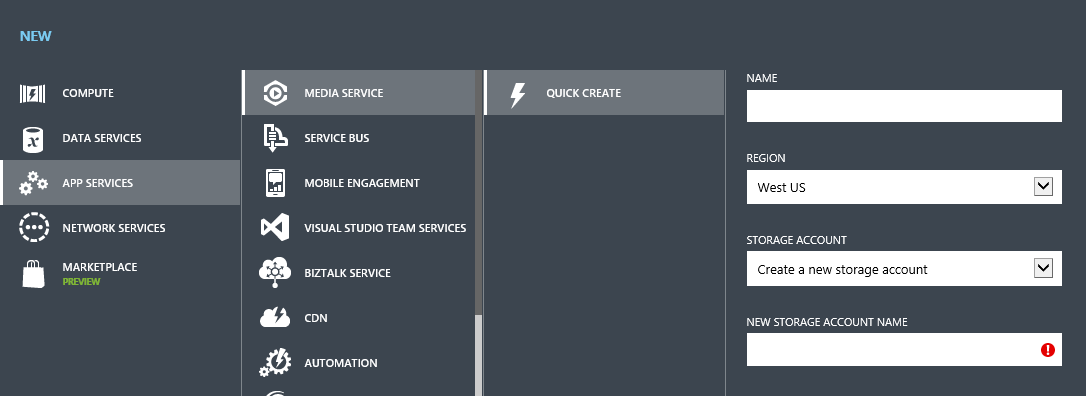 NEW
COMPUTE
DATA SERVICES
APP SERVICES
NETWORK SERVICES
MARKETPLACE
PREVIEW
MEDIA SERVICE
SERVICE BUS
MOBILE ENGAGEMENT
VISUAL STUDIO TEAM SERVICES
BIZTALK SERVICE
CDN
AUTOMATION
QUICK CREATE
NAME
REGION
West US
STORAGE ACCOUNT
Create a new storage account
NEW STORAGE ACCOUNT NAME